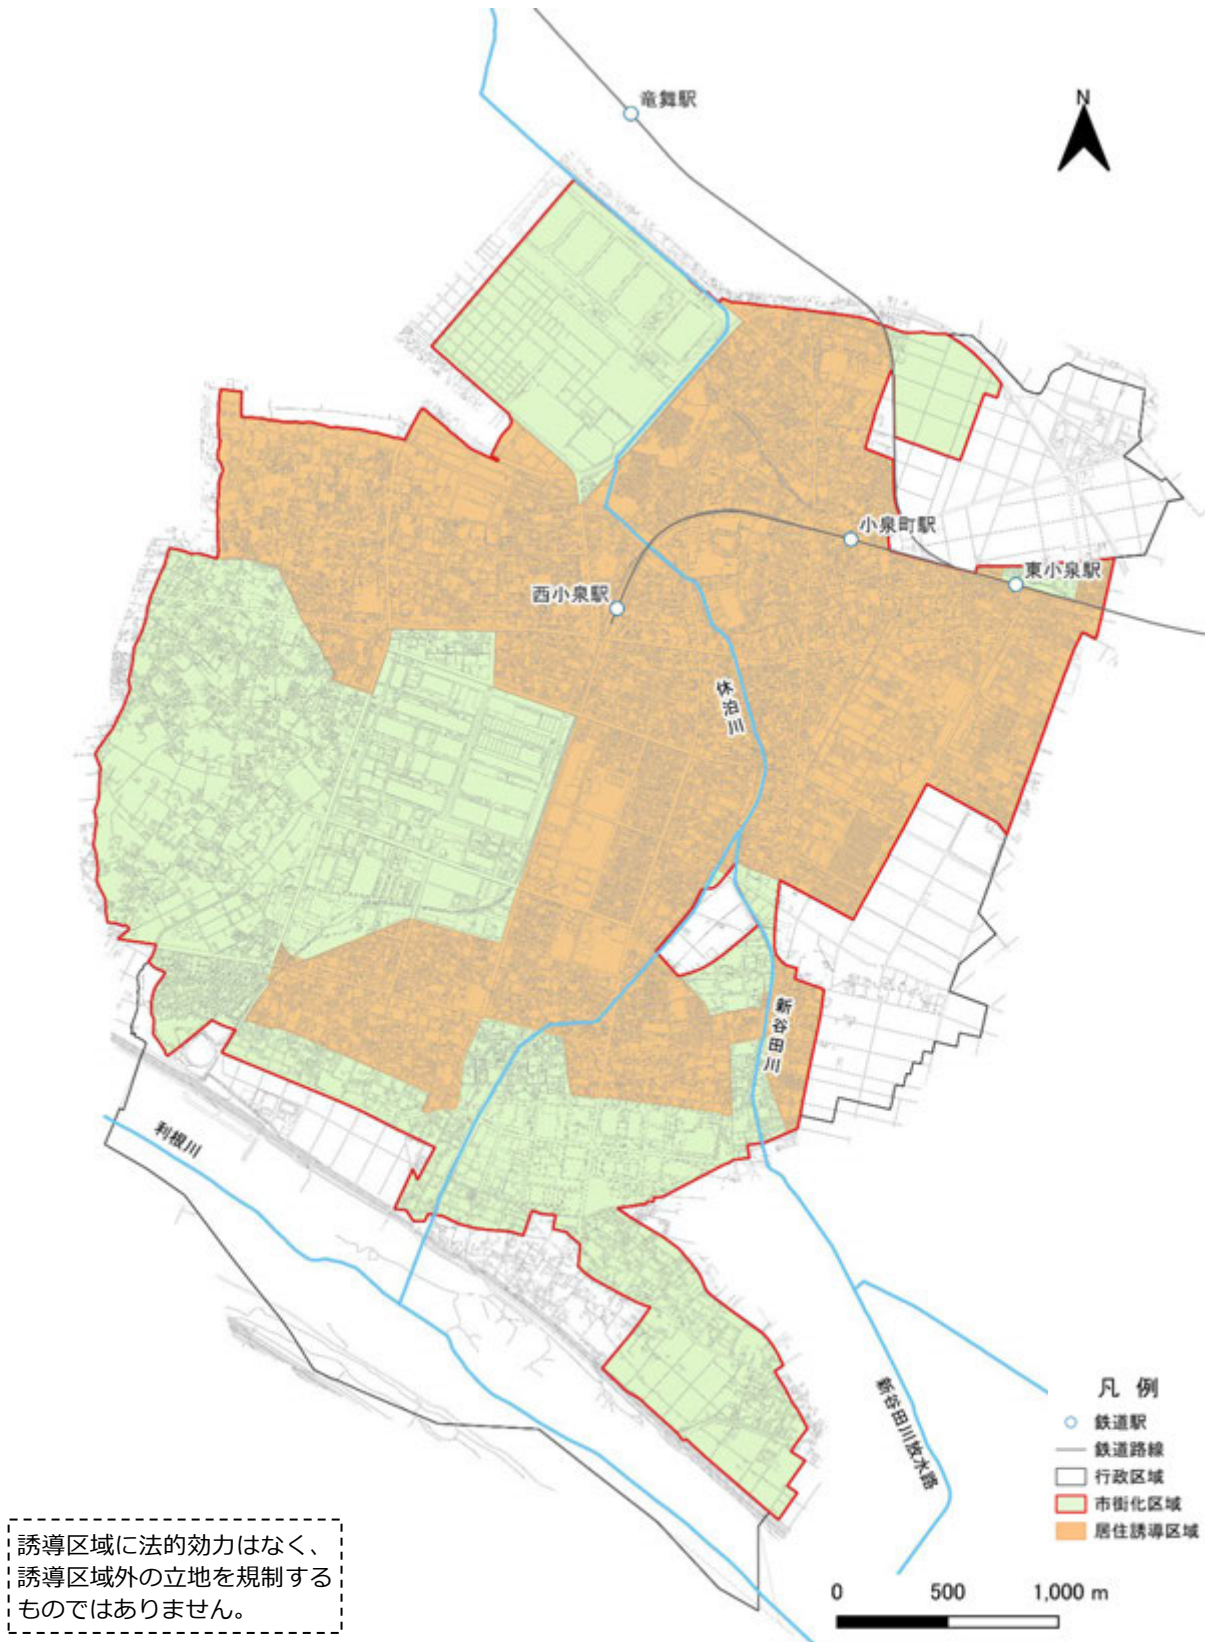 竜舞駅
N
小泉町駅
東小泉駅
西小泉駅
休泊川
新谷田川
利根川
新谷田川放水路
凡 例
鉄道駅
鉄道路線
行政区域
市街化区域
居住誘導区域
0 500 1,000 m
誘導区域に法的効力はなく、
誘導区域外の立地を規制する
ものではありません。